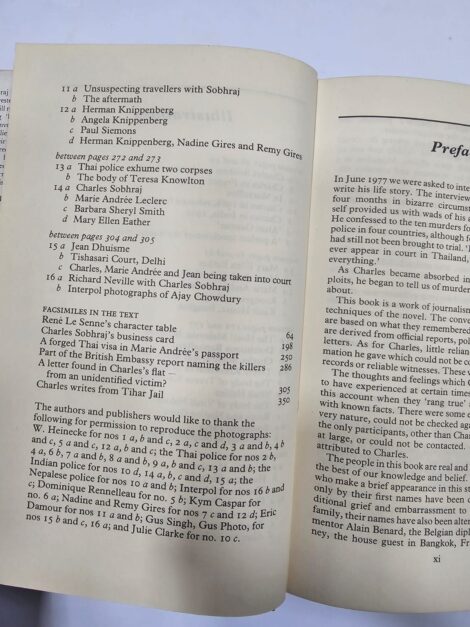 11 a Unsuspecting travellers with Sobhraj
b The aftermath
12 a Herman Knippenberg
b Angela Knippenberg
c Paul Siemons
d Herman Knippenberg, Nadine Gires and Remy Gires
between pages 272 and 273
13 a Thai police exhume two corpses
b The body of Teresa Knowlton
14 a Charles Sobhraj
b Marie Andrée Leclerc
c Barbara Sheryl Smith
d Mary Ellen Eather
between pages 304 and 305
15 a Jean Dhuisme
b Tishasari Court, Delhi
c Charles, Marie Andrée and Jean being taken into court
16 a Richard Neville with Charles Sobhraj
b Interpol photographs of Ajay Chowdury
FACSIMILES IN THE TEXT
René Le Senne's character table 64
Charles Sobhraj's business card 198
A forged Thai visa in Marie Andrée's passport 250
Part of the British Embassy report naming the killers 286
A letter found in Charles's flat –
from an unidentified victim? 305
Charles writes from Tihar Jail 350
The authors and publishers would like to thank the
following for permission to reproduce the photographs:
W. Heinecke for nos 1 a, b and c, 2 a, c and d, 3 a and b, 4 b
and c, 5 a and c, 12 a, b and c; the Thai police for nos 2 b,
4 a, 6 b, 7 a and b, 8 a and b, 9 a, b and c, 13 a and b; the
Indian police for nos 10 d, 14 a, b, c and d, 15 a; the
Nepalese police for nos 10 a and b; Interpol for nos 16 b and
c; Dominique Rennelleau for no. 5 b; Kym Caspar for
no. 6 a; Nadine and Remy Gires for nos 7 c and 12 d; Eric
Damour for nos 11 a and b; Gus Singh, Gus Photo, for
nos 15 b and c, 16 a; and Julie Clarke for no. 10 c.
Prefa
In June 1977 we were asked to inter
write his life story. The interview
four months in bizarre circumst
self provided us with wads of his
He confessed to the ten murders fo
police in four countries, although f
had still not been brought to trial. 'I
ever appear in court in Thailand,
everything.'
As Charles became absorbed in
ploits, he began to tell us of murder
about.
This book is a work of journalism
techniques of the novel. The conve
are based on what they remembered
are derived from official reports, pol
letters. As for Charles, little relian
mation he gave which could not be c
records or reliable witnesses. These
The thoughts and feelings which
to have experienced at certain times
this account when they 'rang true'
with known facts. There were some
very nature, could not be checked aga
the only participants, other than Charl
at large, or could not be contacted.
attributed to Charles.
The people in this book are real and
the best of our knowledge and belief.
who make a brief appearance in this st
only by their first names have been
ditional grief and embarrassment to
family, their names have also been alter
mentor Alain Benard, the Belgian dipl
ney, the house guest in Bangkok, Fr
xi